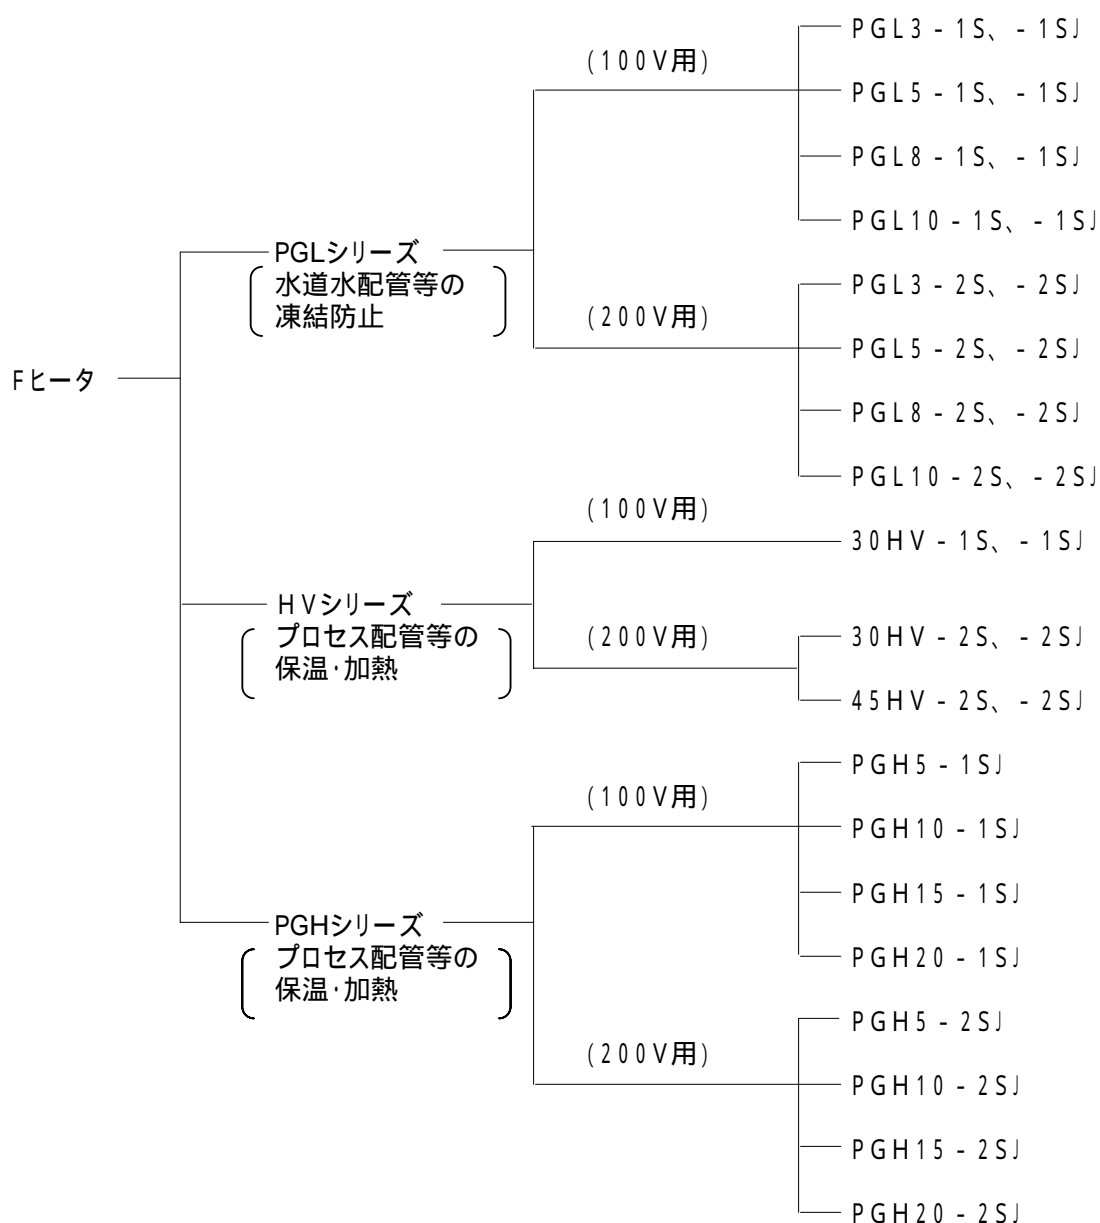 Fヒータ
PGLシリーズ
水道水配管等の
凍結防止
(100V用)
PGL3-1S、-1SJ
PGL5-1S、-1SJ
PGL8-1S、-1SJ
PGL10-1S、-1SJ
(200V用)
PGL3-2S、-2SJ
PGL5-2S、-2SJ
PGL8-2S、-2SJ
PGL10-2S、-2SJ
HVシリーズ
プロセス配管等の
保温・加熱
(100V用)
30HV-1S、-1SJ
(200V用)
30HV-2S、-2SJ
45HV-2S、-2SJ
PGHシリーズ
プロセス配管等の
保温・加熱
(100V用)
PGH5-1SJ
PGH10-1SJ
PGH15-1SJ
PGH20-1SJ
(200V用)
PGH5-2SJ
PGH10-2SJ
PGH15-2SJ
PGH20-2SJ